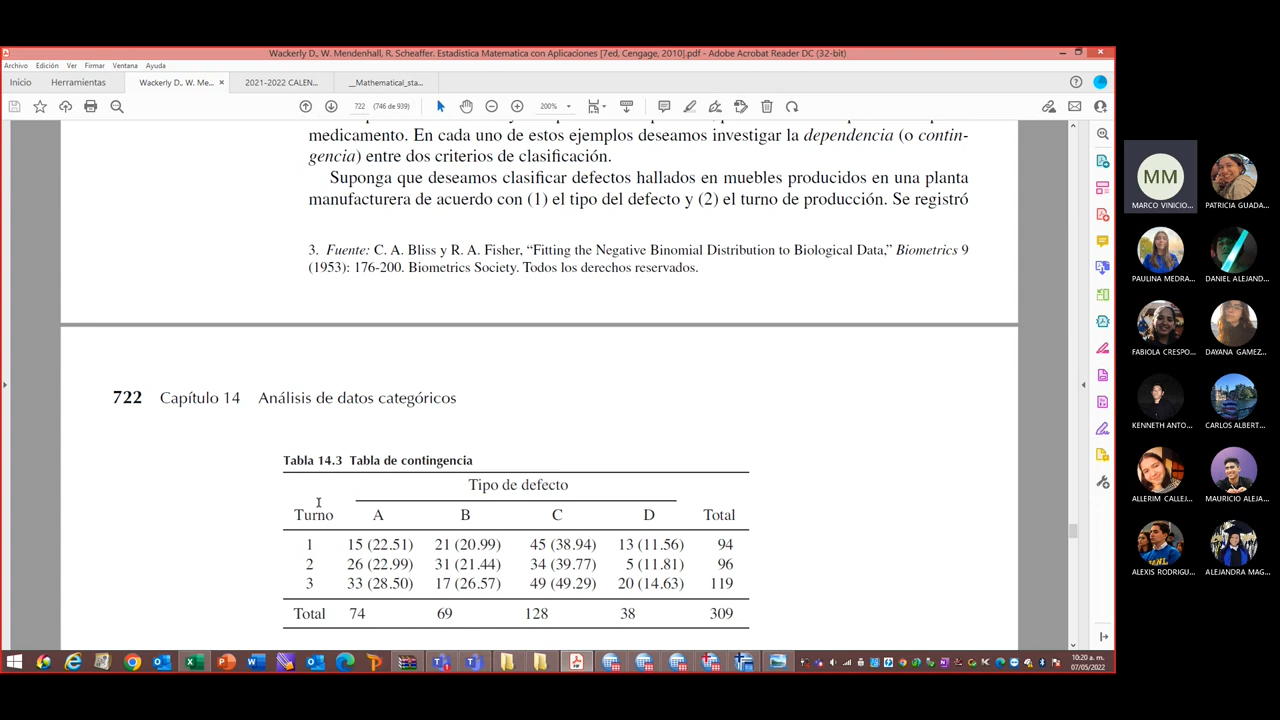 Wackerly D., W. Mendenhall, R. Scheaffer. Estadistica Matematica con Aplicaciones [7ed, Cengage, 2010].pdf - Adobe Acrobat Reader DC (32-bit)
Archivo Edición Ver Firmar Ventana Ayuda
Inicio Herramientas Wackerly D., W. Me... × 2021-2022 CALEN... __Mathematical_sta...
722 (746 de 939) 200%
medicamento. En cada uno de estos ejemplos deseamos investigar la dependencia (o contin-
gencia) entre dos criterios de clasificación.
Suponga que deseamos clasificar defectos hallados en muebles producidos en una planta
manufacturera de acuerdo con (1) el tipo del defecto y (2) el turno de producción. Se registró
3. Fuente: C. A. Bliss y R. A. Fisher, “Fitting the Negative Binomial Distribution to Biological Data,” Biometrics 9
(1953): 176-200. Biometrics Society. Todos los derechos reservados.
722 Capítulo 14 Análisis de datos categóricos
Tabla 14.3 Tabla de contingencia
Tipo de defecto
Turno A B C D Total
1 15 (22.51) 21 (20.99) 45 (38.94) 13 (11.56) 94
2 26 (22.99) 31 (21.44) 34 (39.77) 5 (11.81) 96
3 33 (28.50) 17 (26.57) 49 (49.29) 20 (14.63) 119
Total 74 69 128 38 309
10:20 a. m.
07/05/2022
MM
MARCO VINICIO... PATRICIA GUADA...
PAULINA MEDRA... DANIEL ALEJAND...
FABIOLA CRESPO... DAYANA GAMEZ...
KENNETH ANTO... CARLOS ALBERT...
ALLERIM CALLEJ... MAURICIO ALEJA...
ALEXIS RODRIGU... ALEJANDRA MAG...